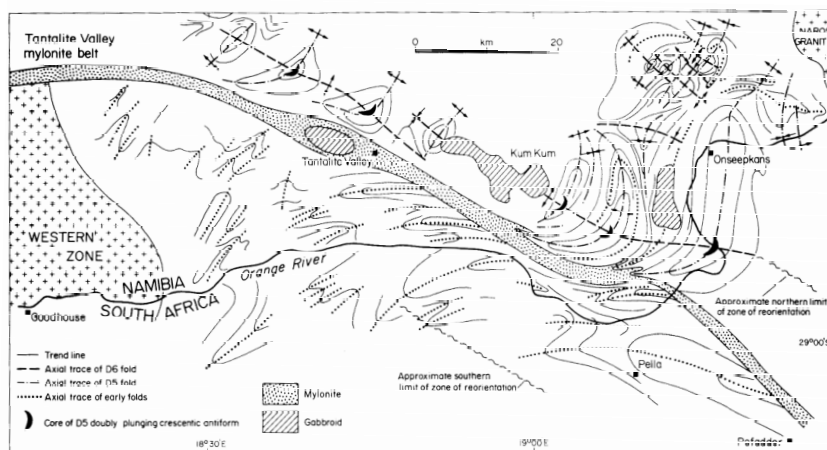 Tantalite Valley
mylonite belt
0 20
km
GRANIT
Kum Kum
Onseepkans
Tantalite Valley
WESTERN
ZONE
NAMIBIA
SOUTH AFRICA
Orange River
Goodhouse
Approximate northern limit
of zone of reorientation
29°00'S
Pella
Approximate southern
limit of zone of reorientation
Trend line
Axial trace of D6 fold
Axial trace of D5 fold
Axial trace of early folds
Core of D5 doubly plunging crescentic antiform
Mylonite
Gabbroid
18°30'E
19°00'E
Pofadder